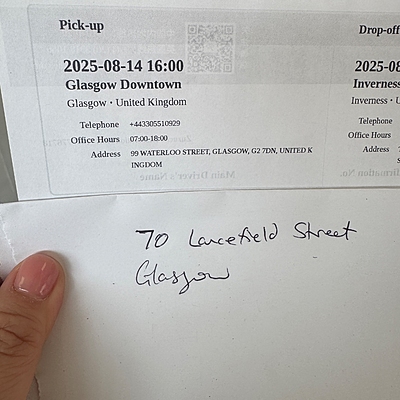 Pick-up
Drop-off
2025-08-14 16:00
2025-08
Glasgow Downtown
Inverness
Glasgow · United Kingdom
Inverness · U
Telephone +443305510929
Telephone
Office Hours 07:00-18:00
Office Hours
Address 99 WATERLOO STREET, GLASGOW, G2 7DN, UNITED K
INGDOM
Address
Main Driver's Name
70 Lancefield Street
Glasgow